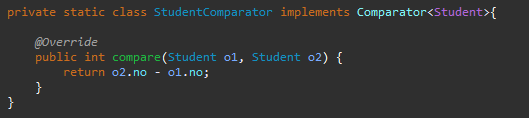 private static class StudentComparator implements Comparator<Student>{
@Override
public int compare(Student o1, Student o2) {
return o2.no - o1.no;
}
}